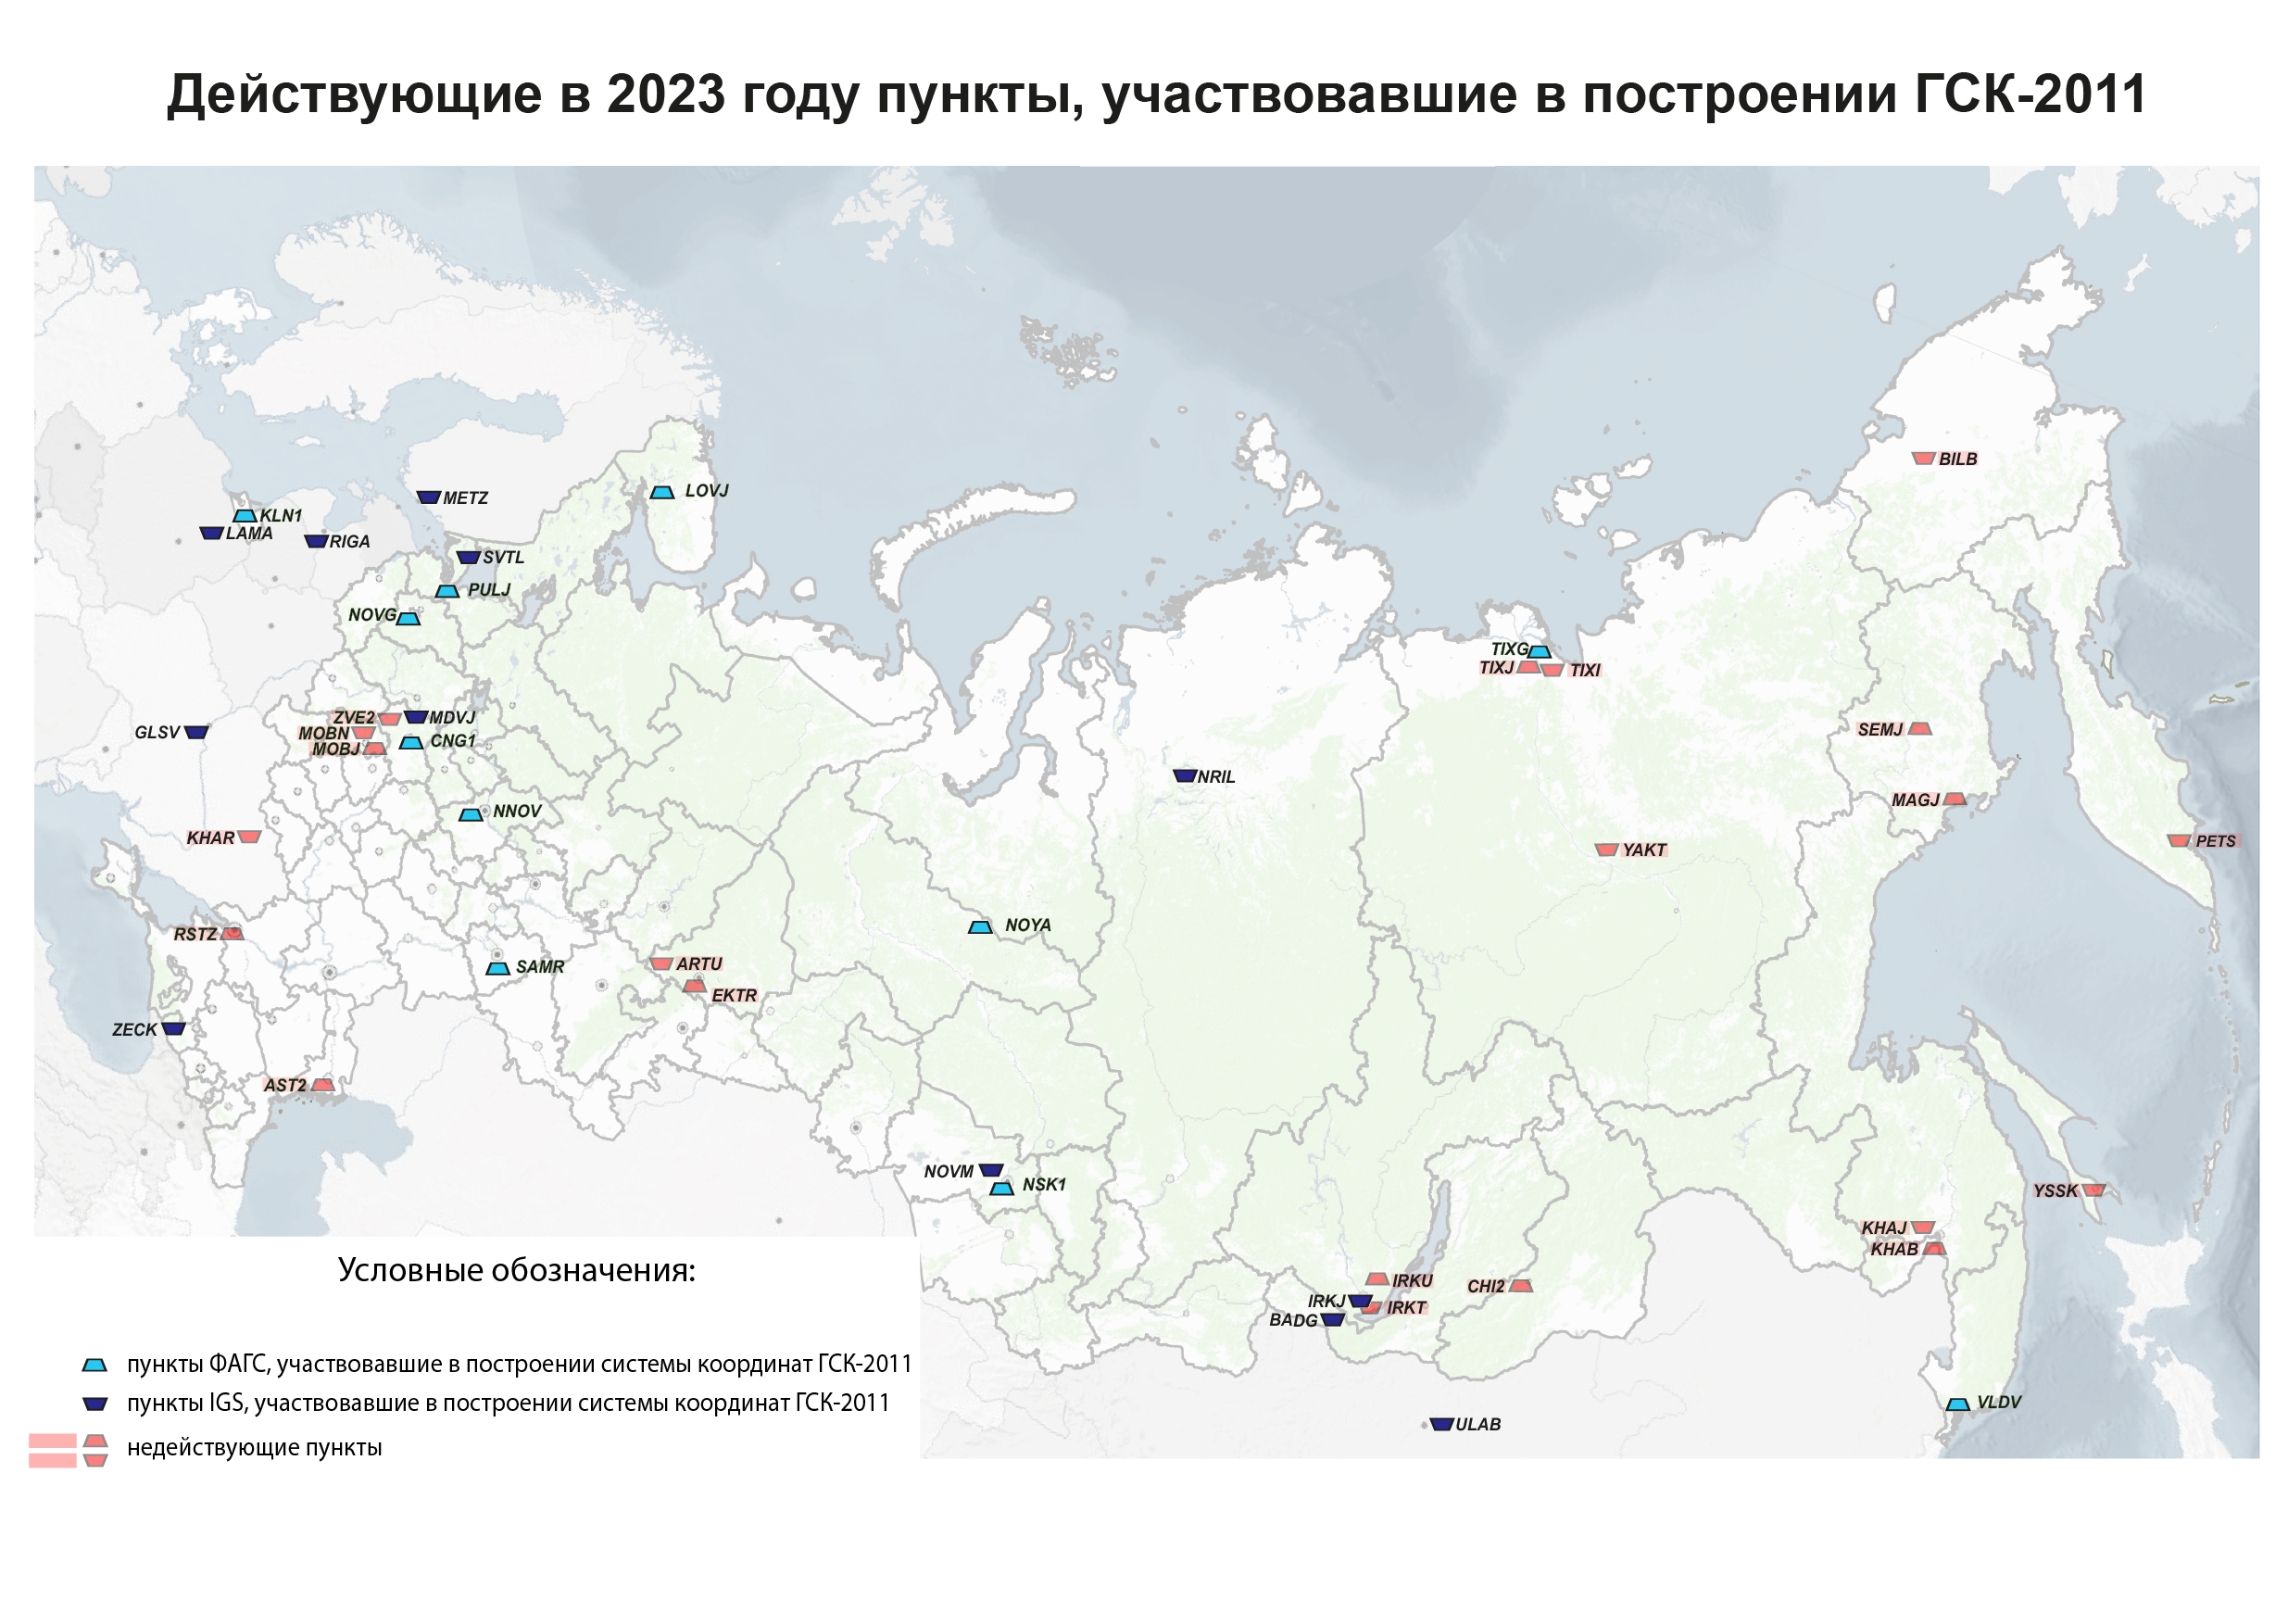 Действующие в 2023 году пункты, участвовавшие в построении ГСК-2011
BILB
LOVJ
METZ
KLN1
LAMA
RIGA
SVTL
PULJ
NOVG
TIXG
TIXJ
TIXI
ZVE2
MDVJ
GLSV
MOBN
CNG1
MOBJ
SEMJ
NRIL
MAGJ
NNOV
KHAR
PETS
YAKT
NOYA
RSTZ
ARTU
SAMR
EKTR
ZECK
AST2
NOVM
NSK1
YSSK
KHAJ
KHAB
IRKU
CHI2
IRKJ
IRKT
BADG
VLDV
ULAB
Условные обозначения:
пункты ФАГС, участвовавшие в построении системы координат ГСК-2011
пункты IGS, участвовавшие в построении системы координат ГСК-2011
недействующие пункты